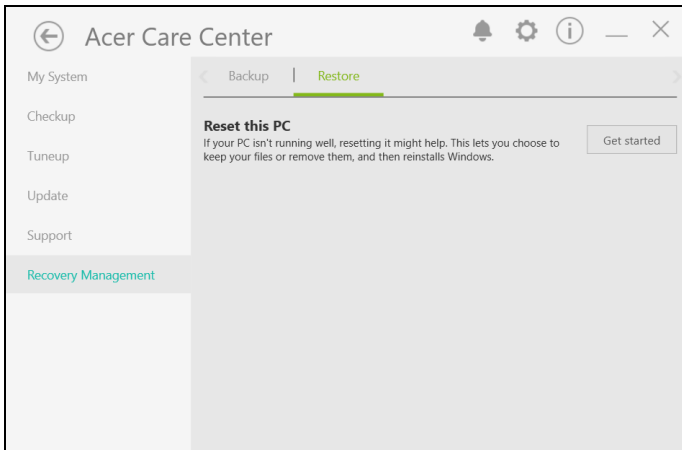 Acer Care Center
My System
Checkup
Tuneup
Update
Support
Recovery Management
Backup | Restore
Reset this PC
If your PC isn't running well, resetting it might help. This lets you choose to
keep your files or remove them, and then reinstalls Windows.
Get started